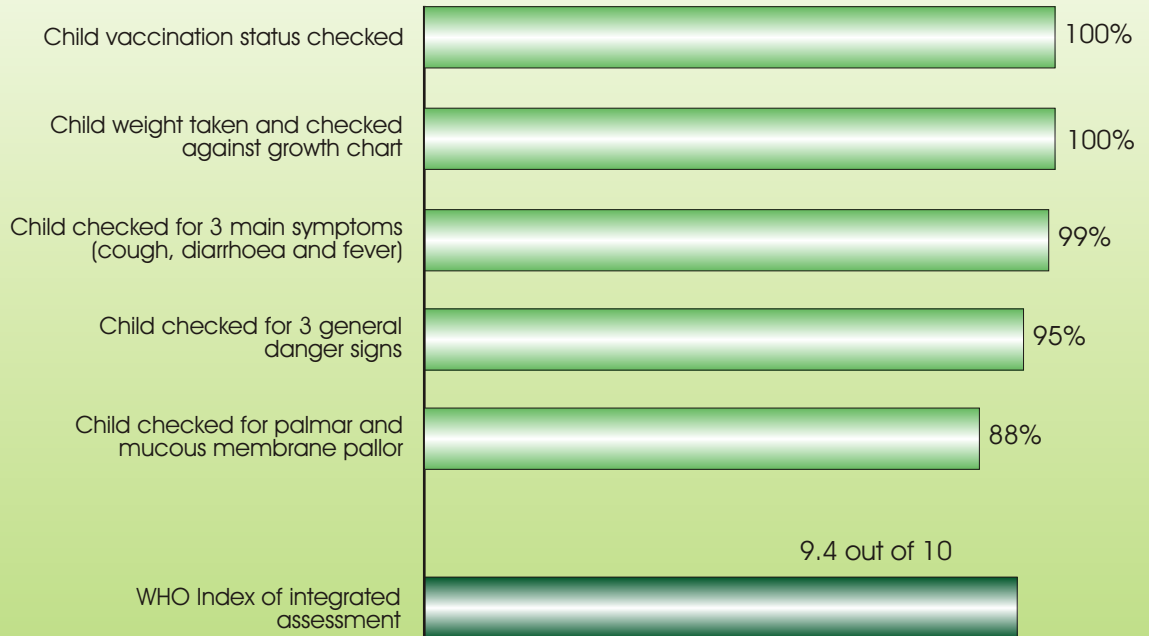 Child vaccination status checked
100%
Child weight taken and checked
against growth chart
100%
Child checked for 3 main symptoms
(cough, diarrhoea and fever)
99%
Child checked for 3 general
danger signs
95%
Child checked for palmar and
mucous membrane pallor
88%
9.4 out of 10
WHO Index of integrated
assessment